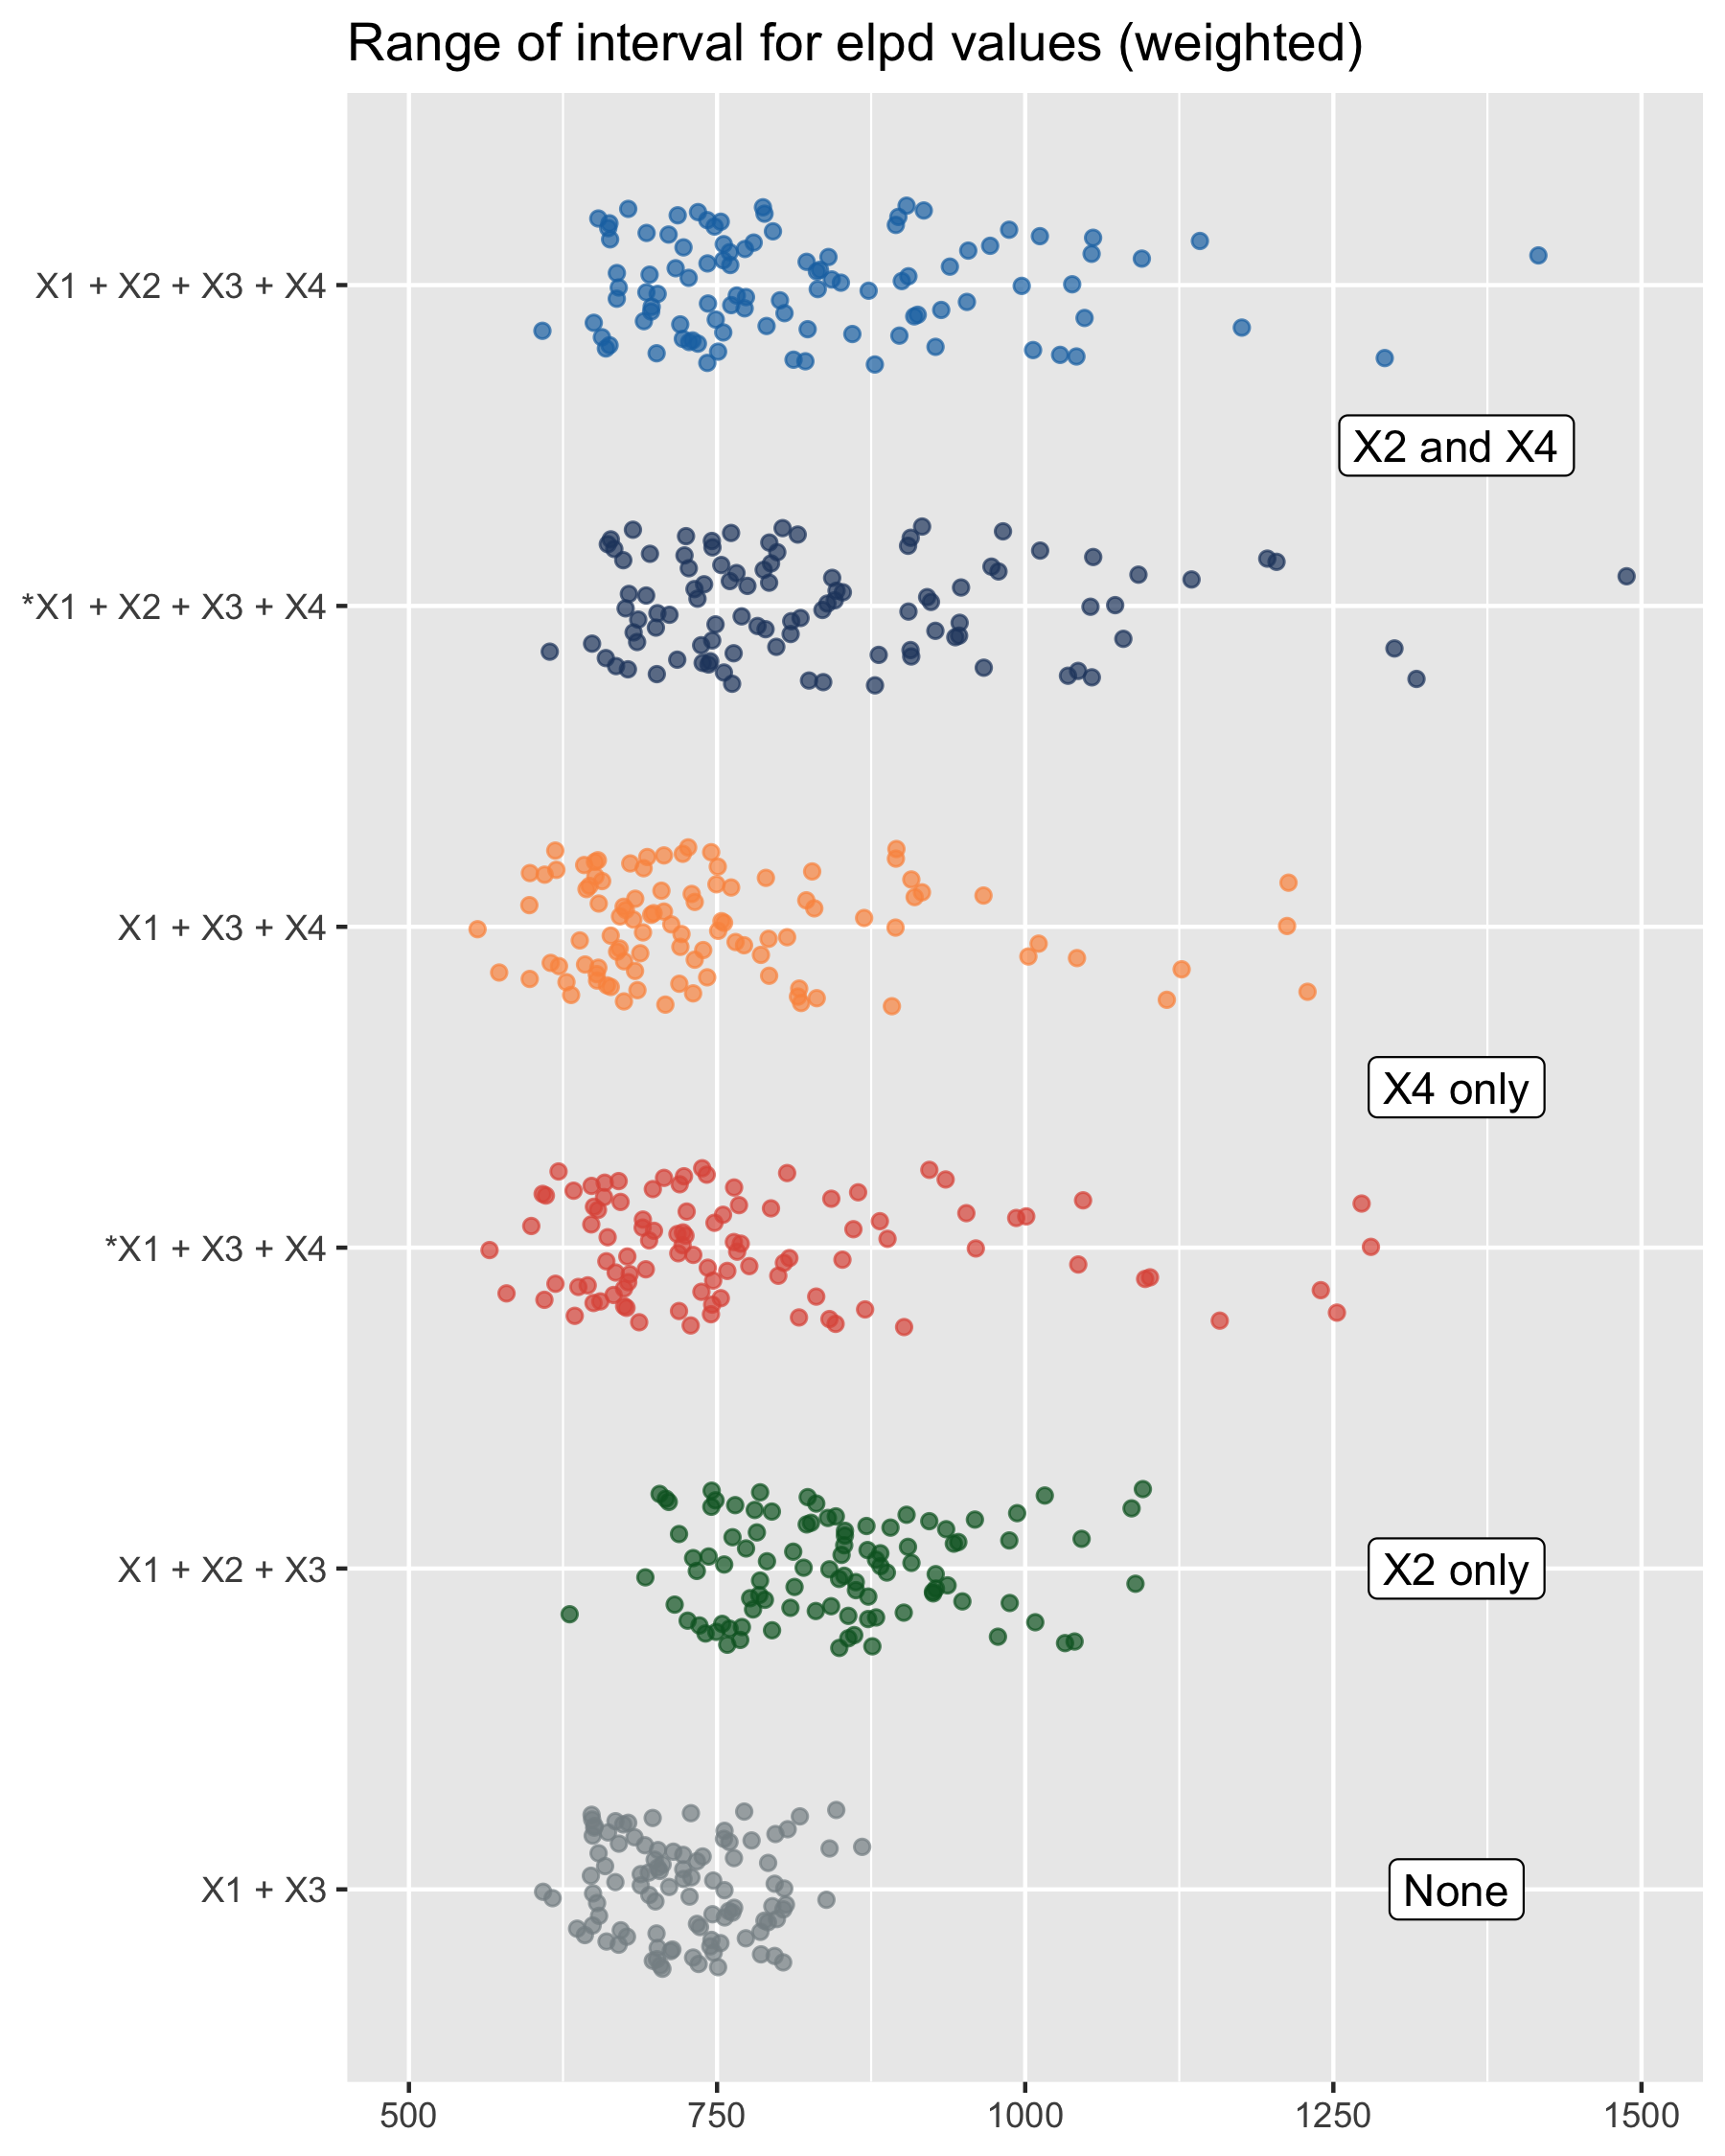 Range of interval for elpd values (weighted)
X1 + X2 + X3 + X4
X2 and X4
*X1 + X2 + X3 + X4
X1 + X3 + X4
X4 only
*X1 + X3 + X4
X1 + X2 + X3
X2 only
X1 + X3
None
500 750 1000 1250 1500